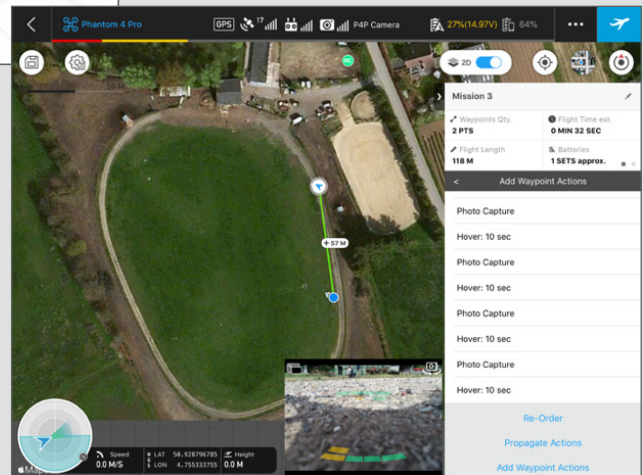 Phantom 4 Pro GPS 17 P4P Camera 27%(14.97V) 64%
2D
Mission 3
Waypoints Qty. Flight Time est.
2 PTS 0 MIN 32 SEC
Flight Length Batteries
118 M 1 SETS approx.
< Add Waypoint Actions
Photo Capture
Hover: 10 sec
Photo Capture
Hover: 10 sec
Photo Capture
Hover: 10 sec
Photo Capture
Hover: 10 sec
Re-Order
Propagate Actions
Add Waypoint Actions
+ 57 M
Speed LAT 50.928796785 Height
0.0 M/S LON 4.755333755 0.0 M